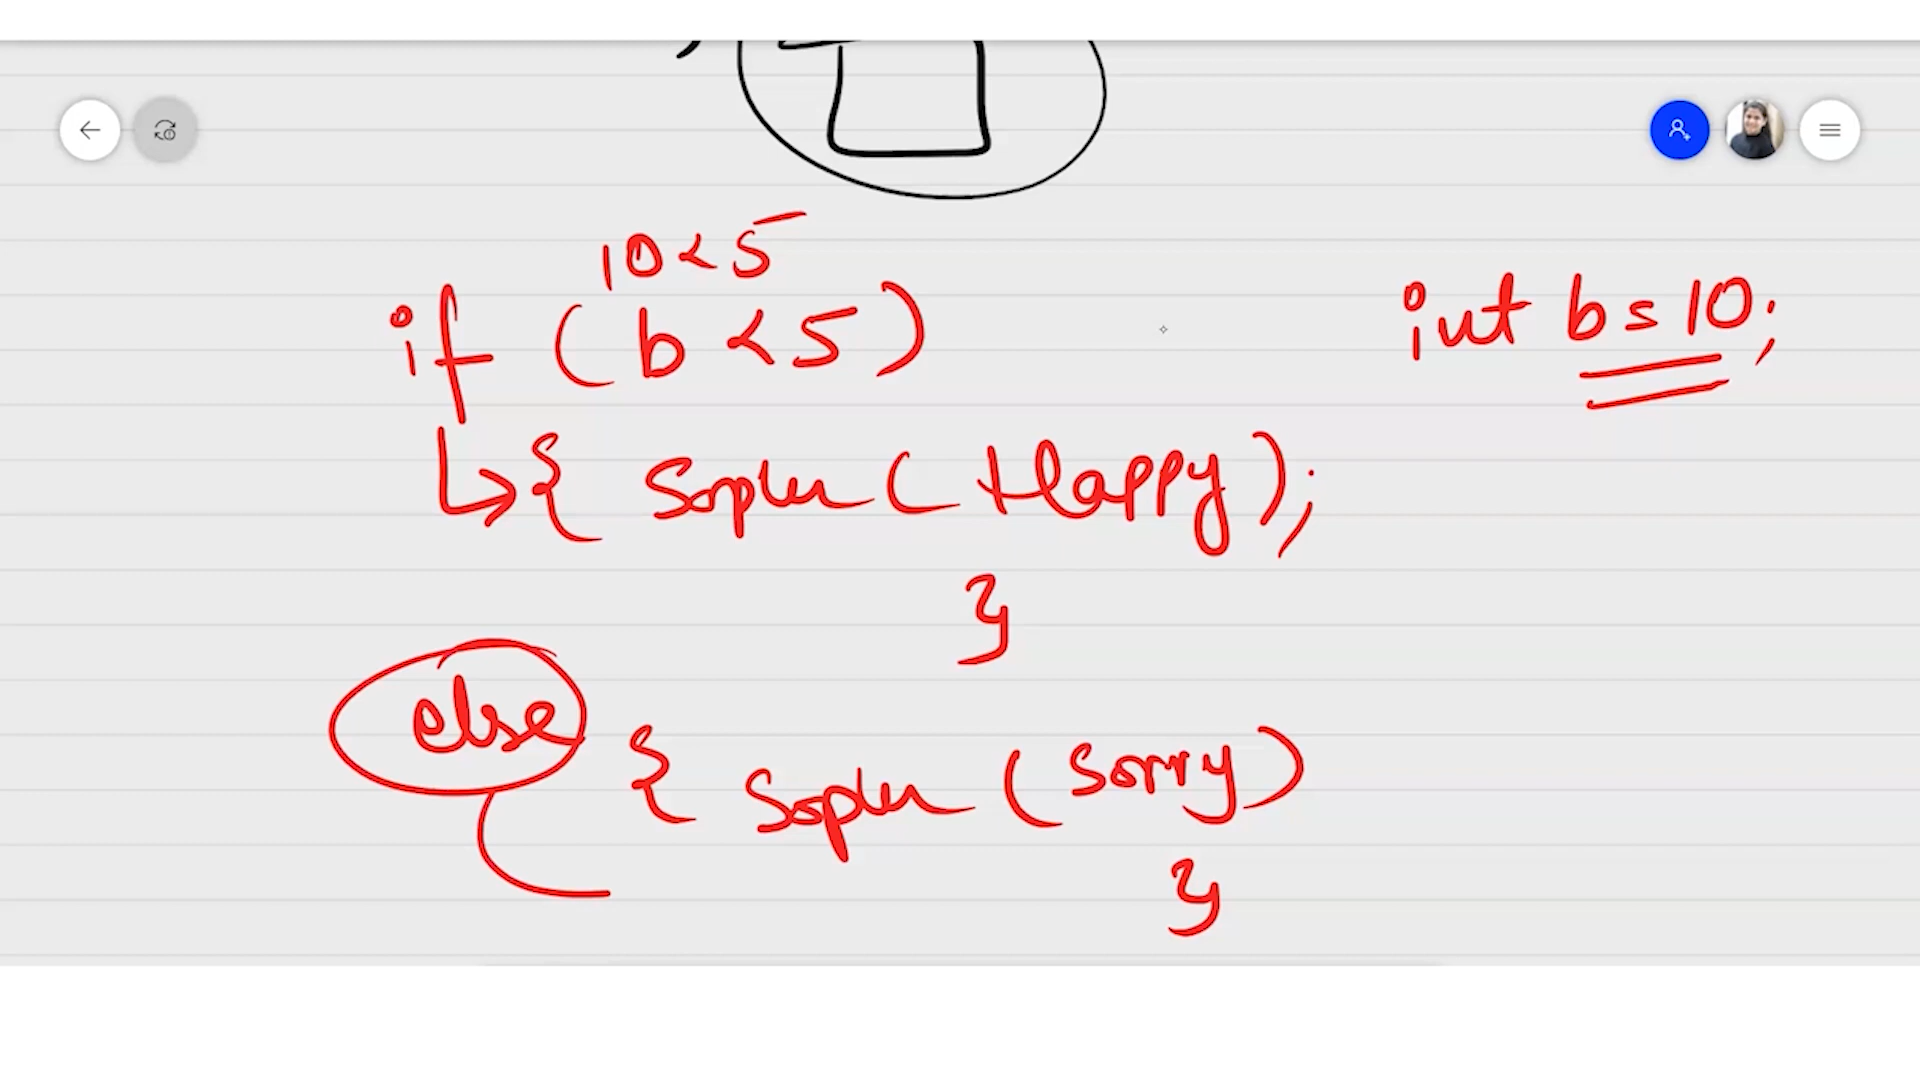 10<5
if (b<5)
int b=10;
{ Sopln (Happy);
}
else
{ Sopln (Sorry)
}